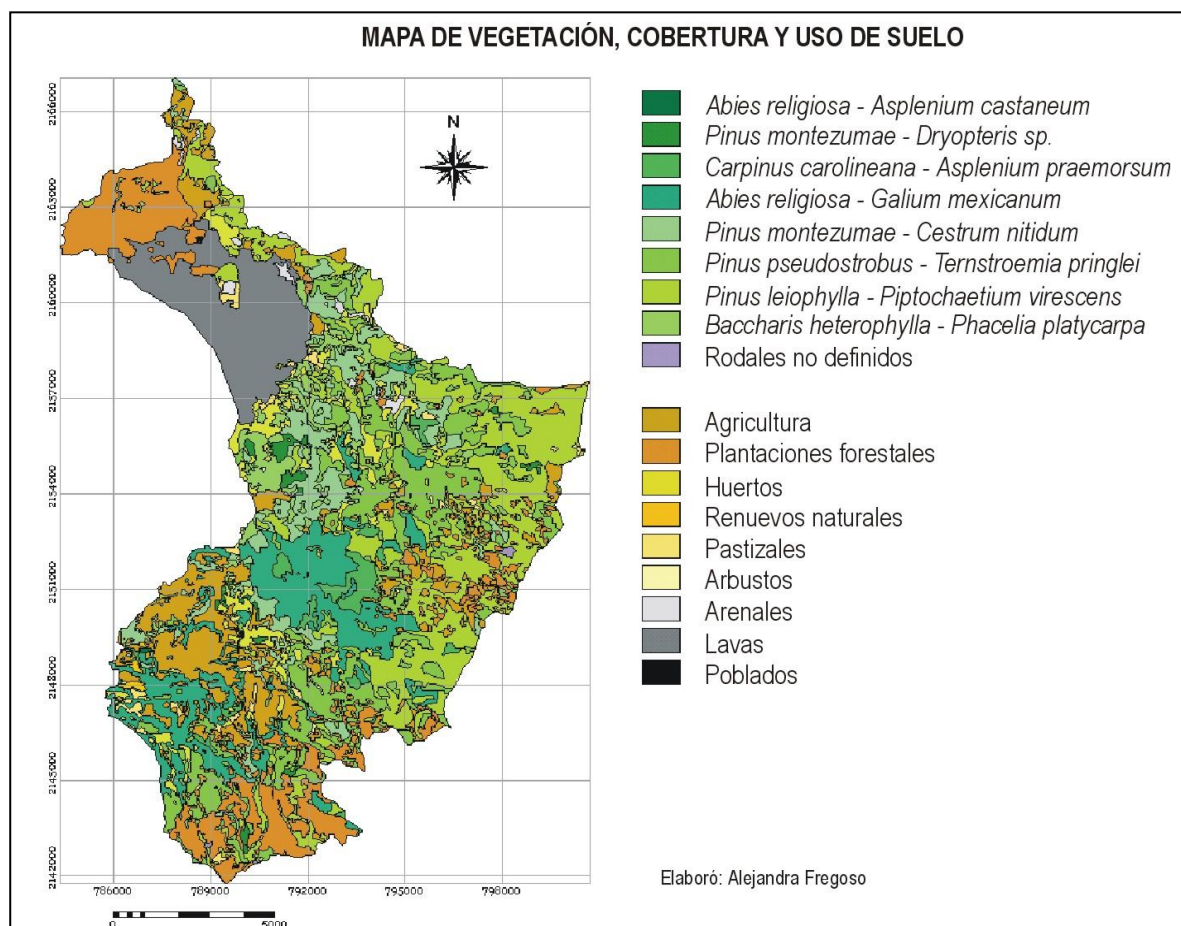 MAPA DE VEGETACIÓN, COBERTURA Y USO DE SUELO
N
Abies religiosa - Asplenium castaneum
Pinus montezumae - Dryopteris sp.
Carpinus carolineana - Asplenium praemorsum
Abies religiosa - Galium mexicanum
Pinus montezumae - Cestrum nitidum
Pinus pseudostrobus - Ternstroemia pringlei
Pinus leiophylla - Piptochaetium virescens
Baccharis heterophylla - Phacelia platycarpa
Rodales no definidos
Agricultura
Plantaciones forestales
Huertos
Renuevos naturales
Pastizales
Arbustos
Arenales
Lavas
Poblados
2166000
2163000
2160000
2157000
2154000
2151000
2148000
2145000
2142000
786000
789000
792000
795000
798000
0
5000
Elaboró: Alejandra Fregoso